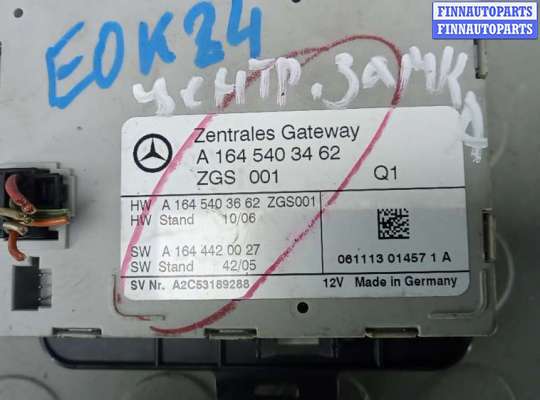 FINNAUTOPARTS
FINNAUTOPARTS
FINNAUTOPARTS
EOK24
центр. замка
Zentrales Gateway
A 164 540 34 62
ZGS 001 Q1
HW A 164 540 36 62 ZGS001
HW Stand 10/06
SW A 164 442 00 27
SW Stand 42/05
061113 01457 1 A
SV Nr. A2C53189288
12V Made in Germany